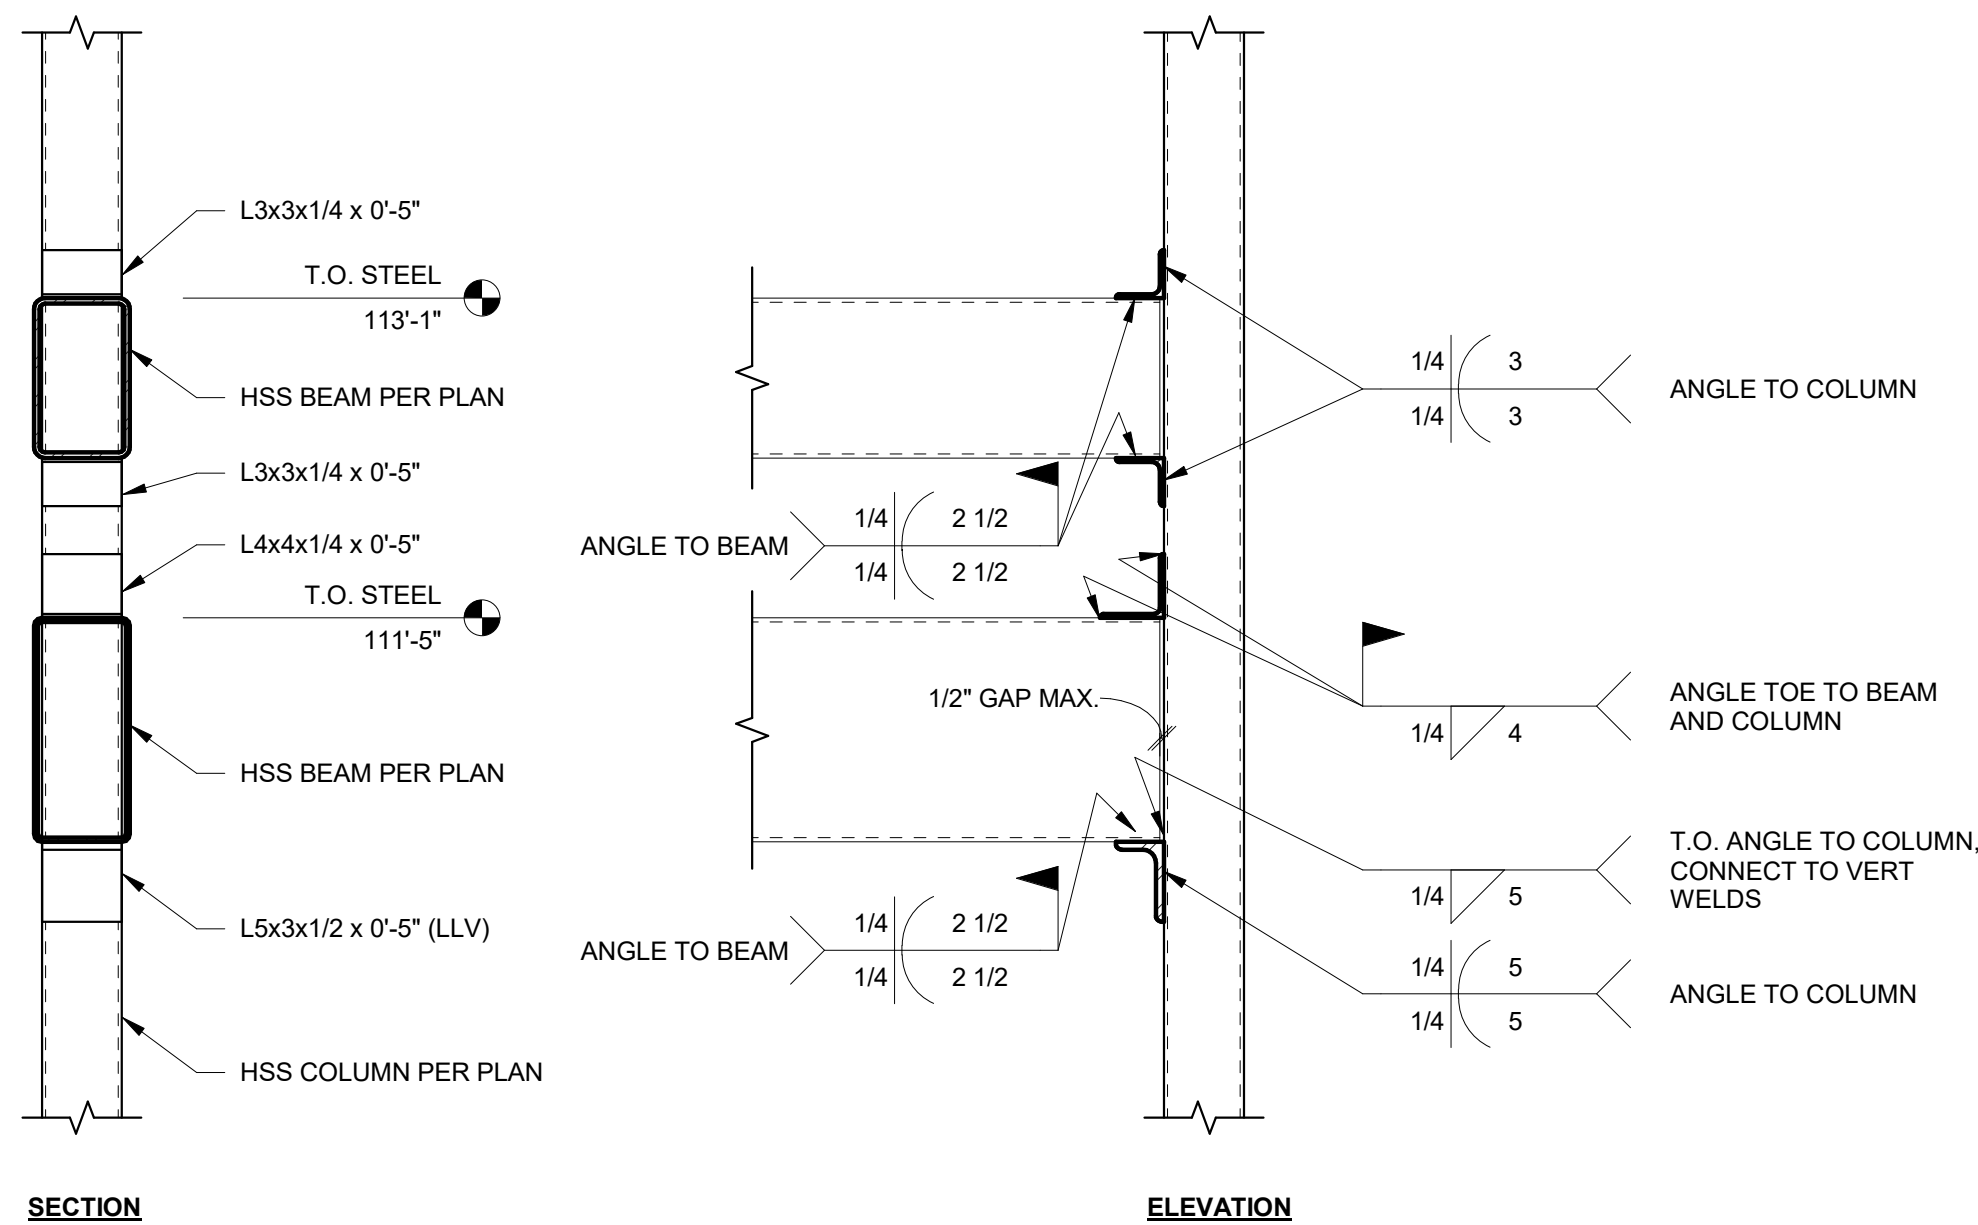 L3x3x1/4 x 0'-5"
T.O. STEEL
113'-1"
HSS BEAM PER PLAN
L3x3x1/4 x 0'-5"
L4x4x1/4 x 0'-5"
T.O. STEEL
111'-5"
HSS BEAM PER PLAN
L5x3x1/2 x 0'-5" (LLV)
HSS COLUMN PER PLAN
SECTION
ANGLE TO BEAM
1/4 2 1/2
1/4 2 1/2
1/2" GAP MAX.
ANGLE TO BEAM
1/4 2 1/2
1/4 2 1/2
1/4 3
1/4 3
ANGLE TO COLUMN
1/4 4
ANGLE TOE TO BEAM
AND COLUMN
1/4 5
T.O. ANGLE TO COLUMN,
CONNECT TO VERT
WELDS
1/4 5
1/4 5
ANGLE TO COLUMN
ELEVATION